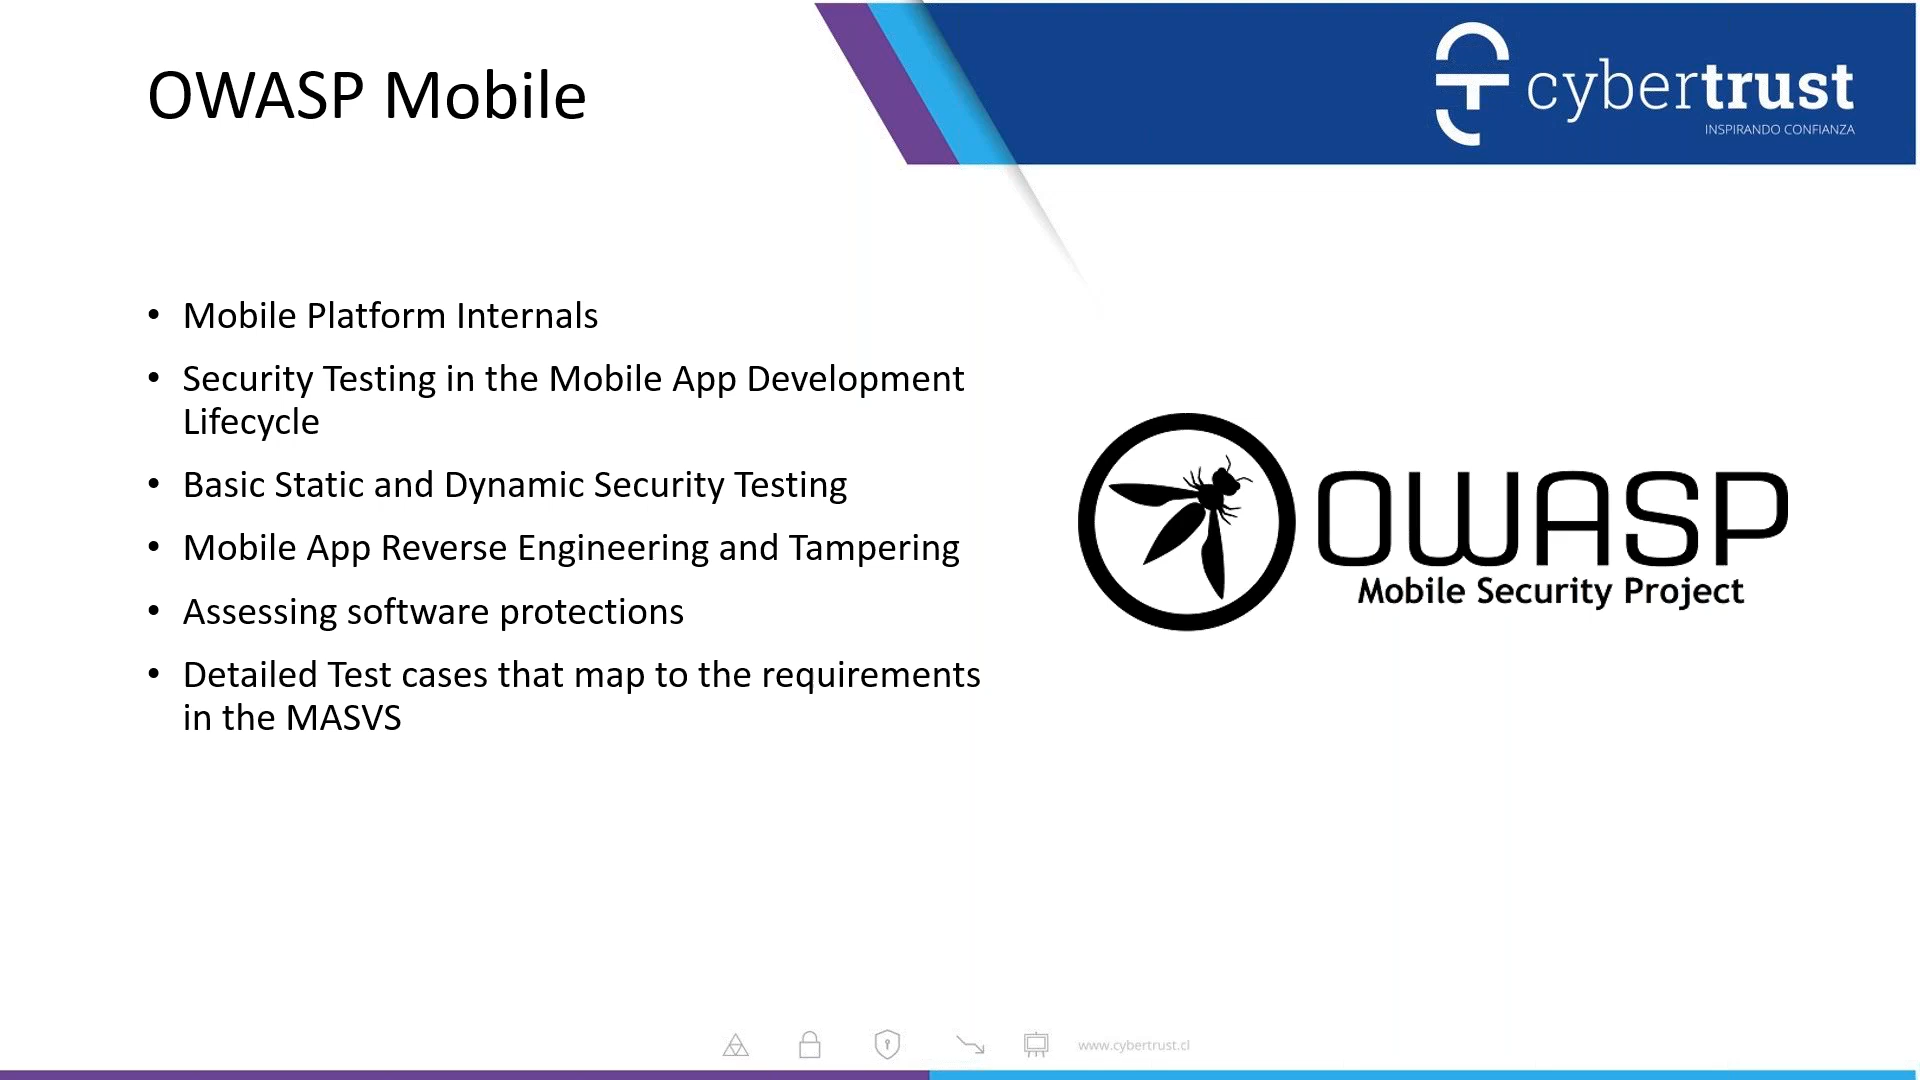 OWASP Mobile
cybertrust
INSPIRANDO CONFIANZA
• Mobile Platform Internals
• Security Testing in the Mobile App Development
Lifecycle
• Basic Static and Dynamic Security Testing
• Mobile App Reverse Engineering and Tampering
• Assessing software protections
• Detailed Test cases that map to the requirements
in the MASVS
OWASP
Mobile Security Project
www.cybertrust.cl